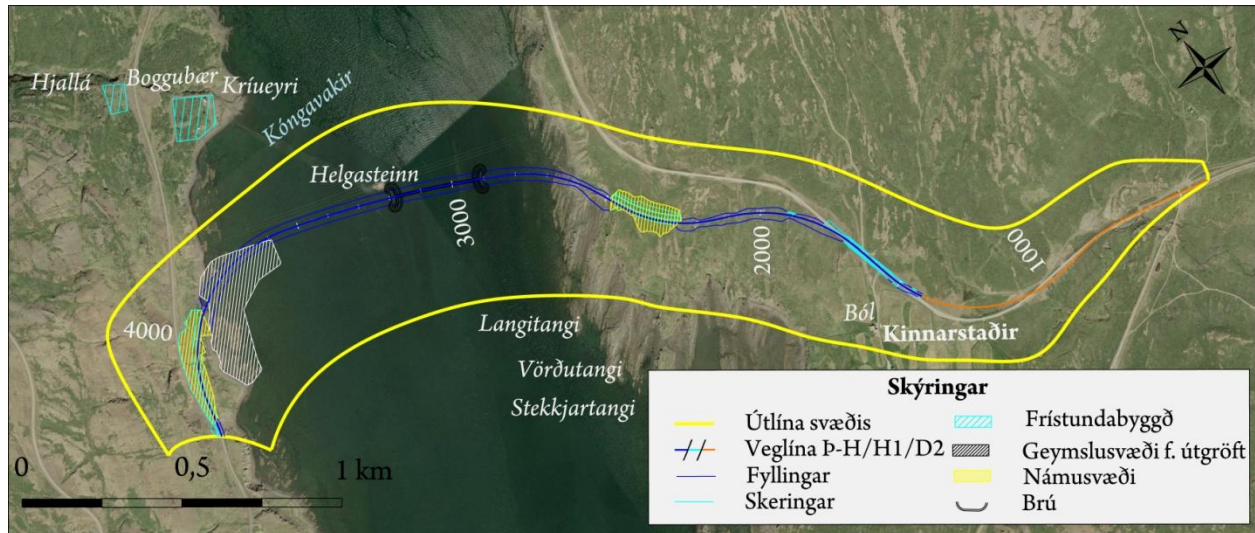 N
Hjallá
Boggubær
Kríueyri
Kóngavakir
Helgasteinn
3000
2000
1000
4000
Ból
Kinnarstaðir
Langitangi
Vörðutangi
Stekkjartangi
0 0,5 1 km
Skýringar
Útlína svæðis
Veglína Þ-H/H1/D2
Fyllingar
Skeringar
Frístundabyggð
Geymslusvæði f. útgröft
Námusvæði
Brú